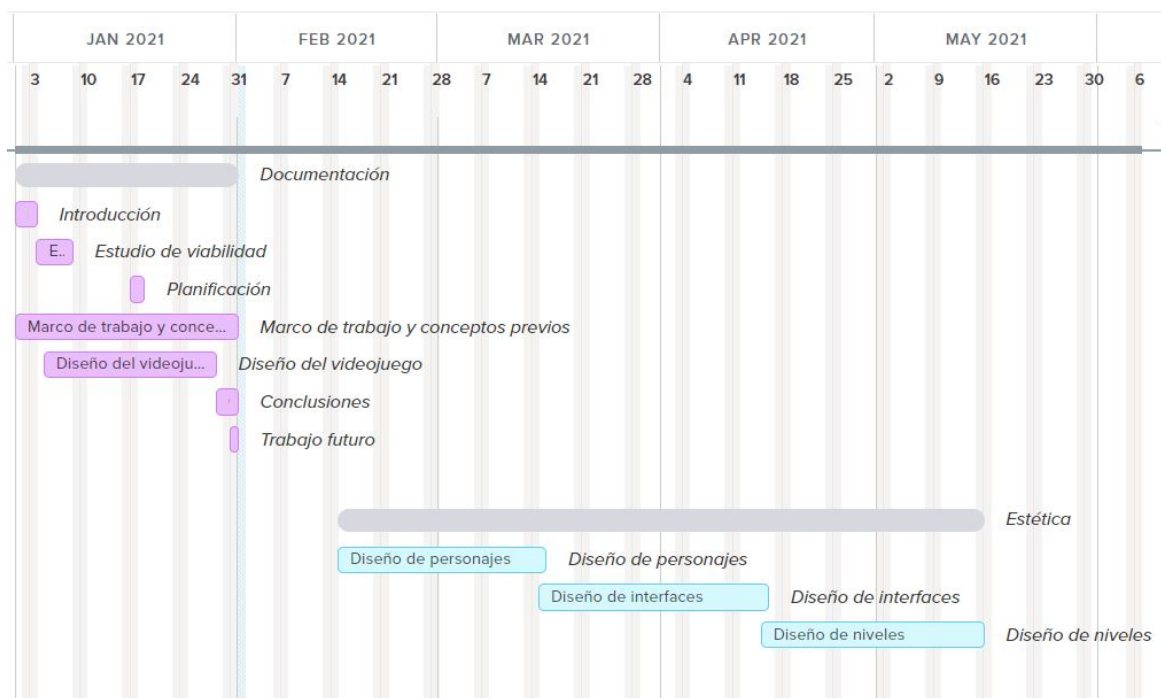 JAN 2021 FEB 2021 MAR 2021 APR 2021 MAY 2021
3 10 17 24 31 7 14 21 28 7 14 21 28 4 11 18 25 2 9 16 23 30 6
Documentación
Introducción
E.. Estudio de viabilidad
Planificación
Marco de trabajo y conce... Marco de trabajo y conceptos previos
Diseño del videoju... Diseño del videojuego
Conclusiones
Trabajo futuro
Estética
Diseño de personajes Diseño de personajes
Diseño de interfaces Diseño de interfaces
Diseño de niveles Diseño de niveles